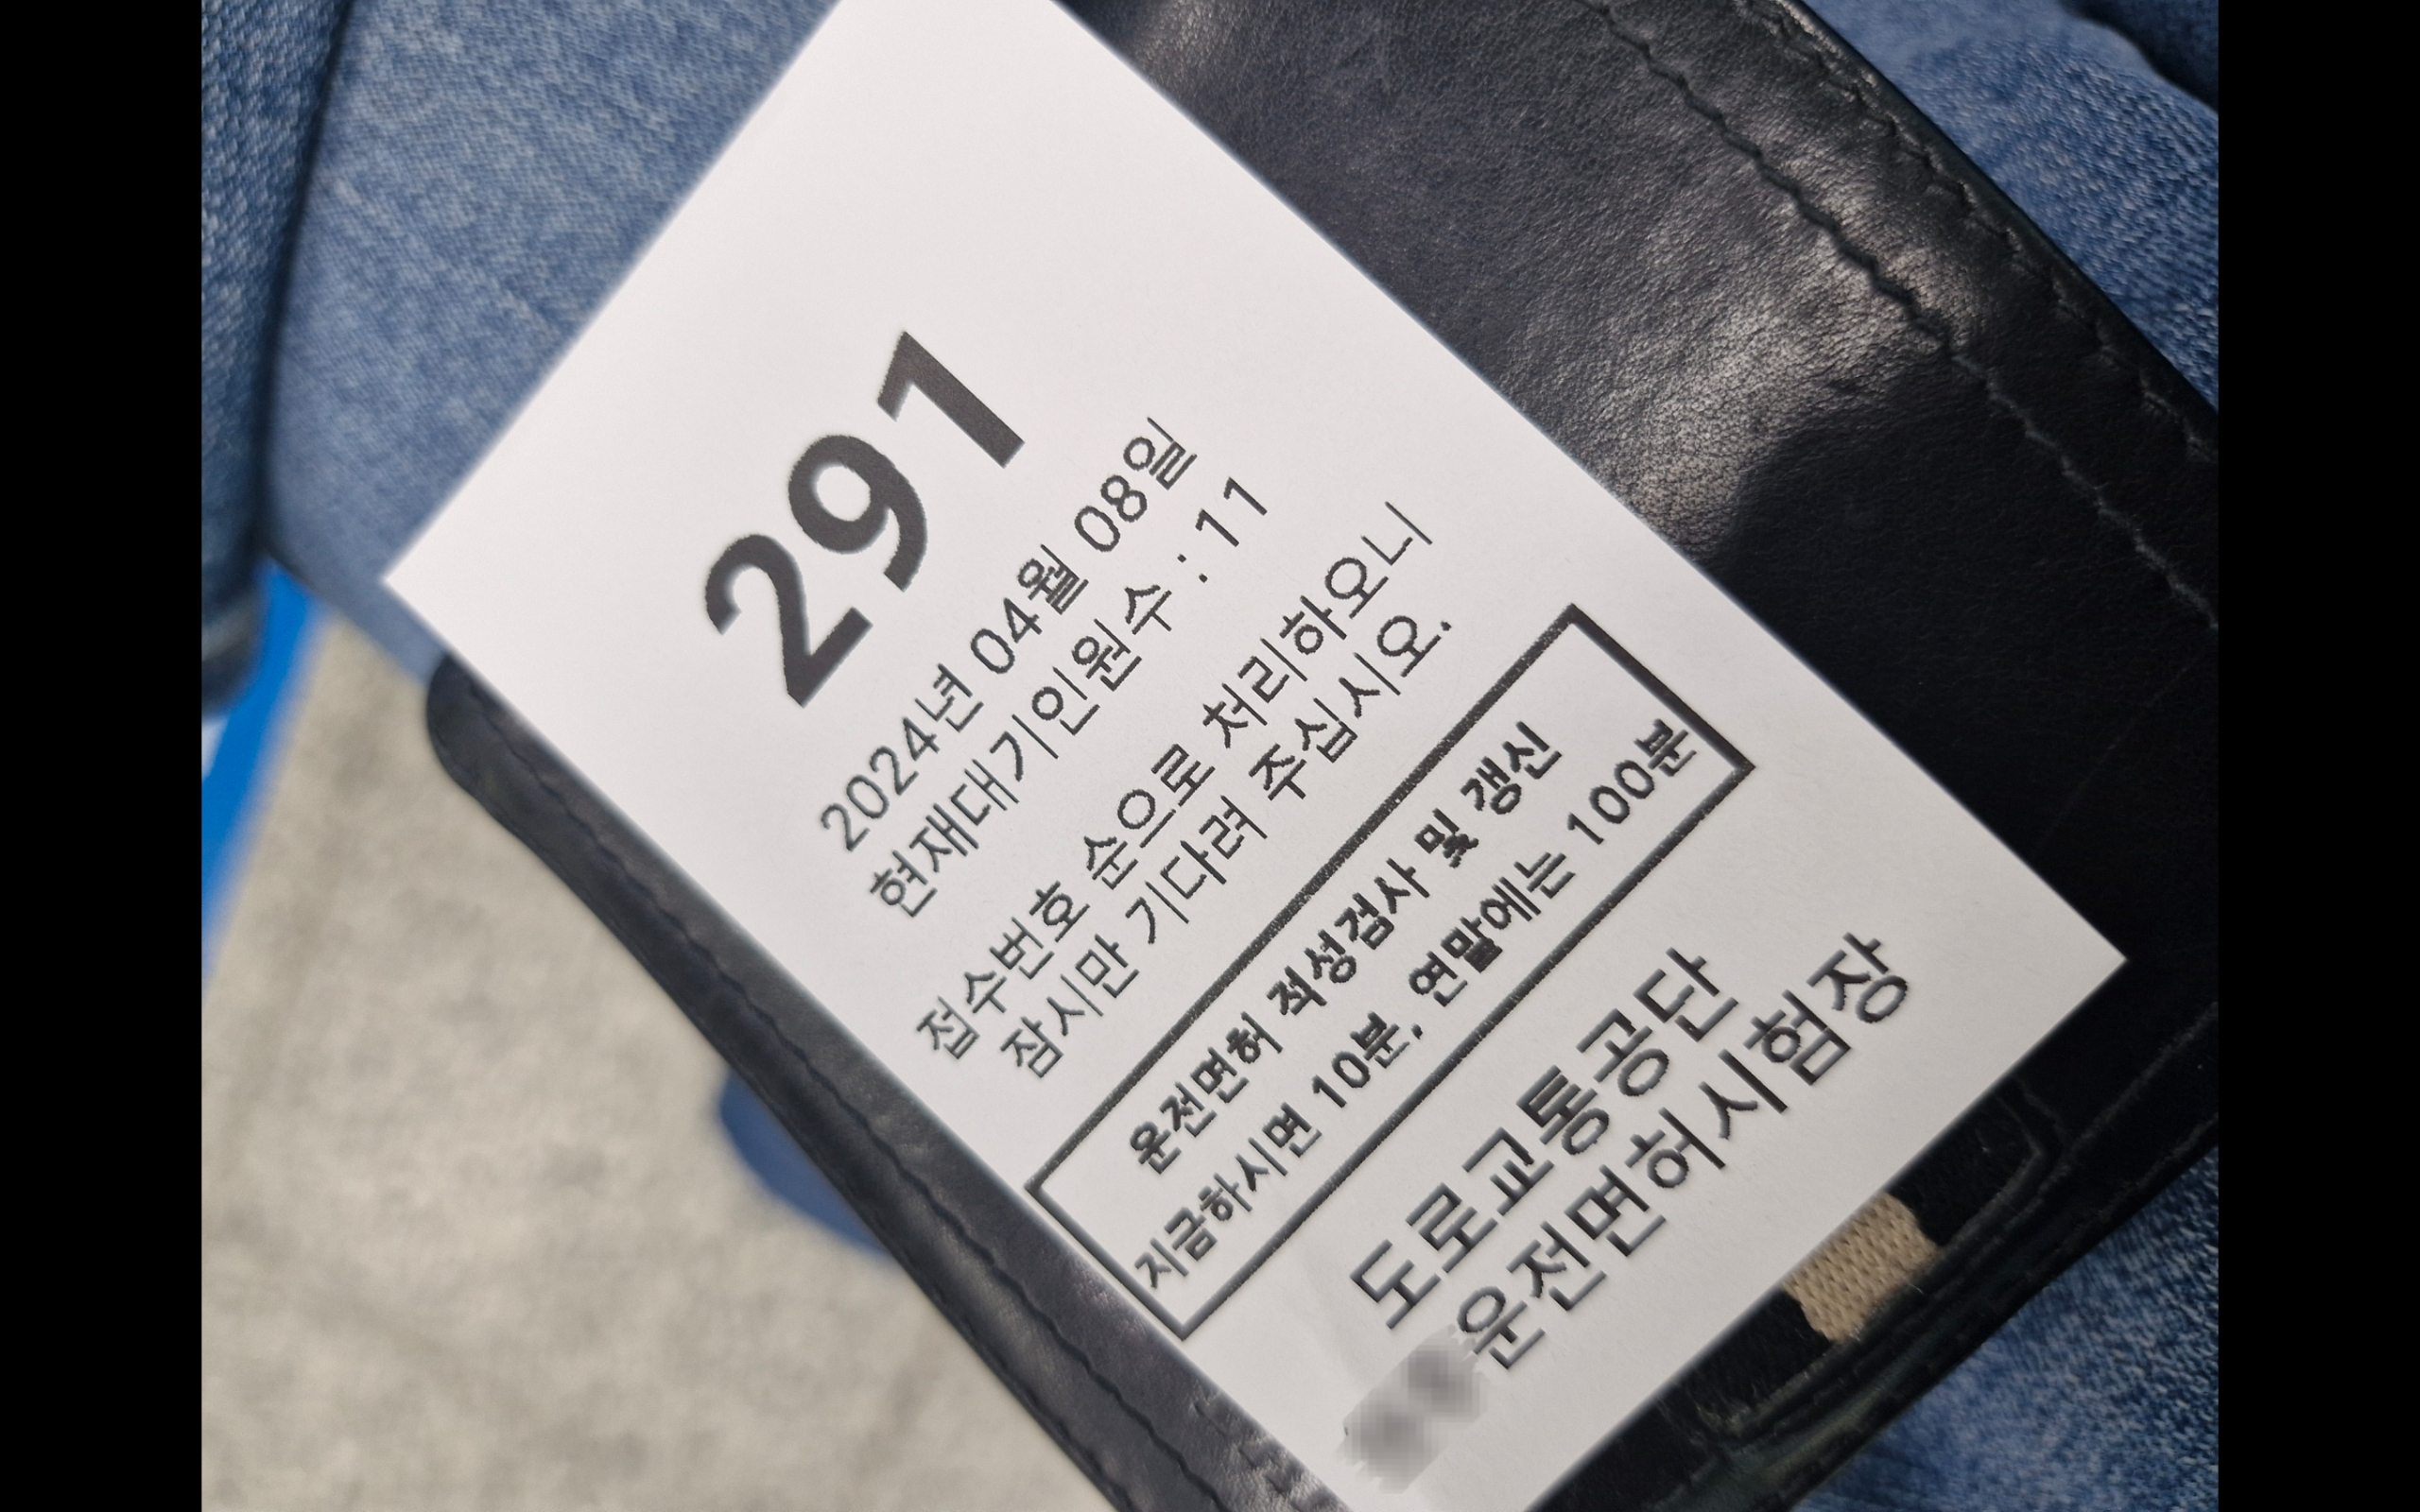 291
2024년 04월 08일
현재대기인원수 : 11
접수번호 순으로 처리하오니
잠시만 기다려 주십시오.
운전면허 적성검사 및 갱신
지금하시면 10분, 연말에는 100분
도로교통공단
운전면허시험장